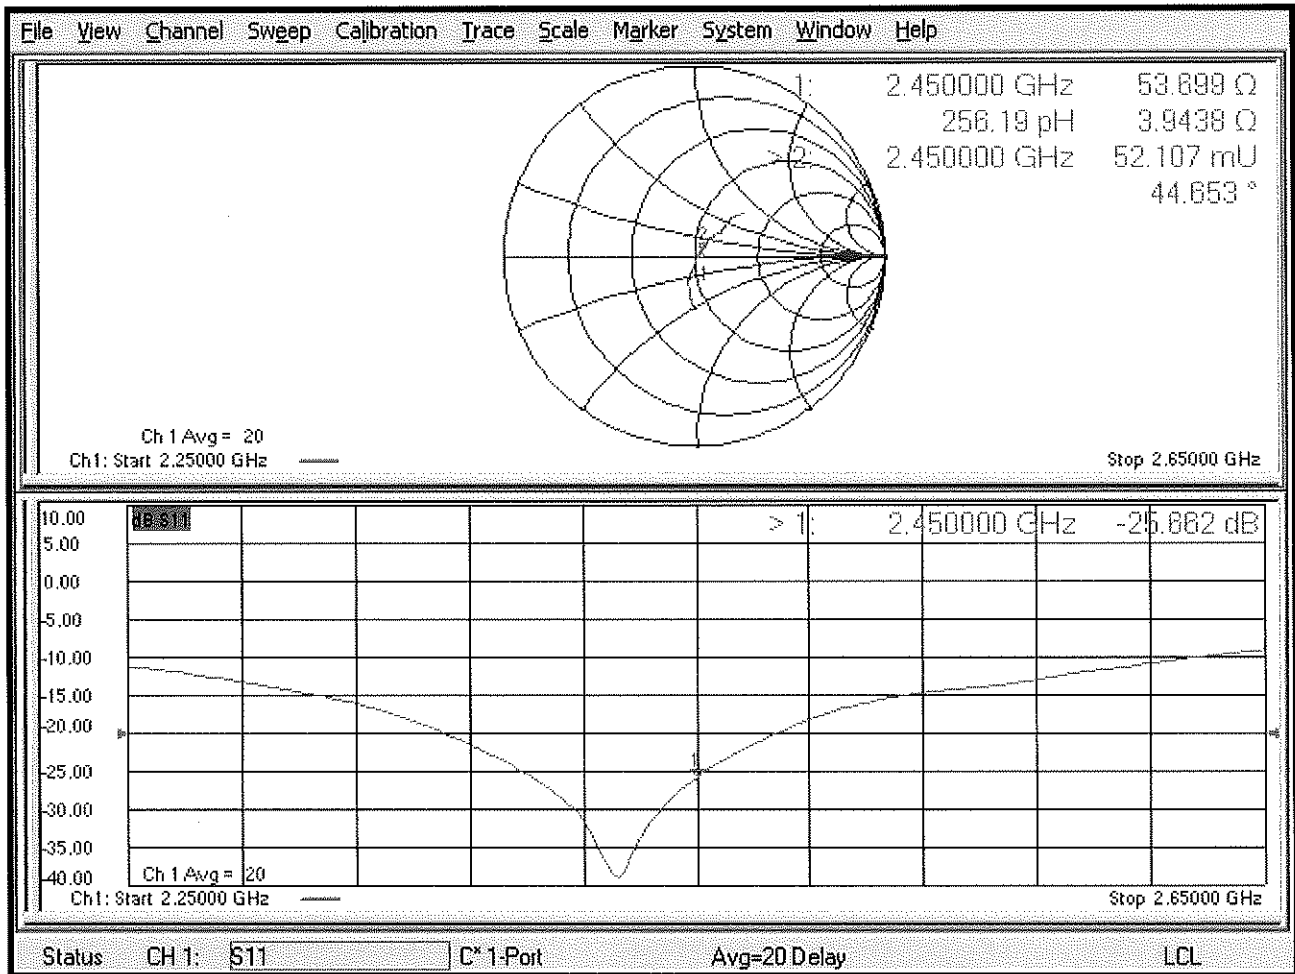 File View Channel Sweep Calibration Trace Scale Marker System Window Help
1: 2.450000 GHz 53.699 Ω
256.19 pH 3.9438 Ω
> 2: 2.450000 GHz 52.107 mU
44.653 °
Ch 1 Avg = 20
Ch1: Start 2.25000 GHz
Stop 2.65000 GHz
10.00 dB S11 > 1: 2.450000 GHz -25.662 dB
5.00
0.00
-5.00
-10.00
-15.00
-20.00
-25.00 1
-30.00
-35.00
-40.00
Ch 1 Avg = 20
Ch1: Start 2.25000 GHz
Stop 2.65000 GHz
Status CH 1: S11 C* 1-Port Avg=20 Delay LCL